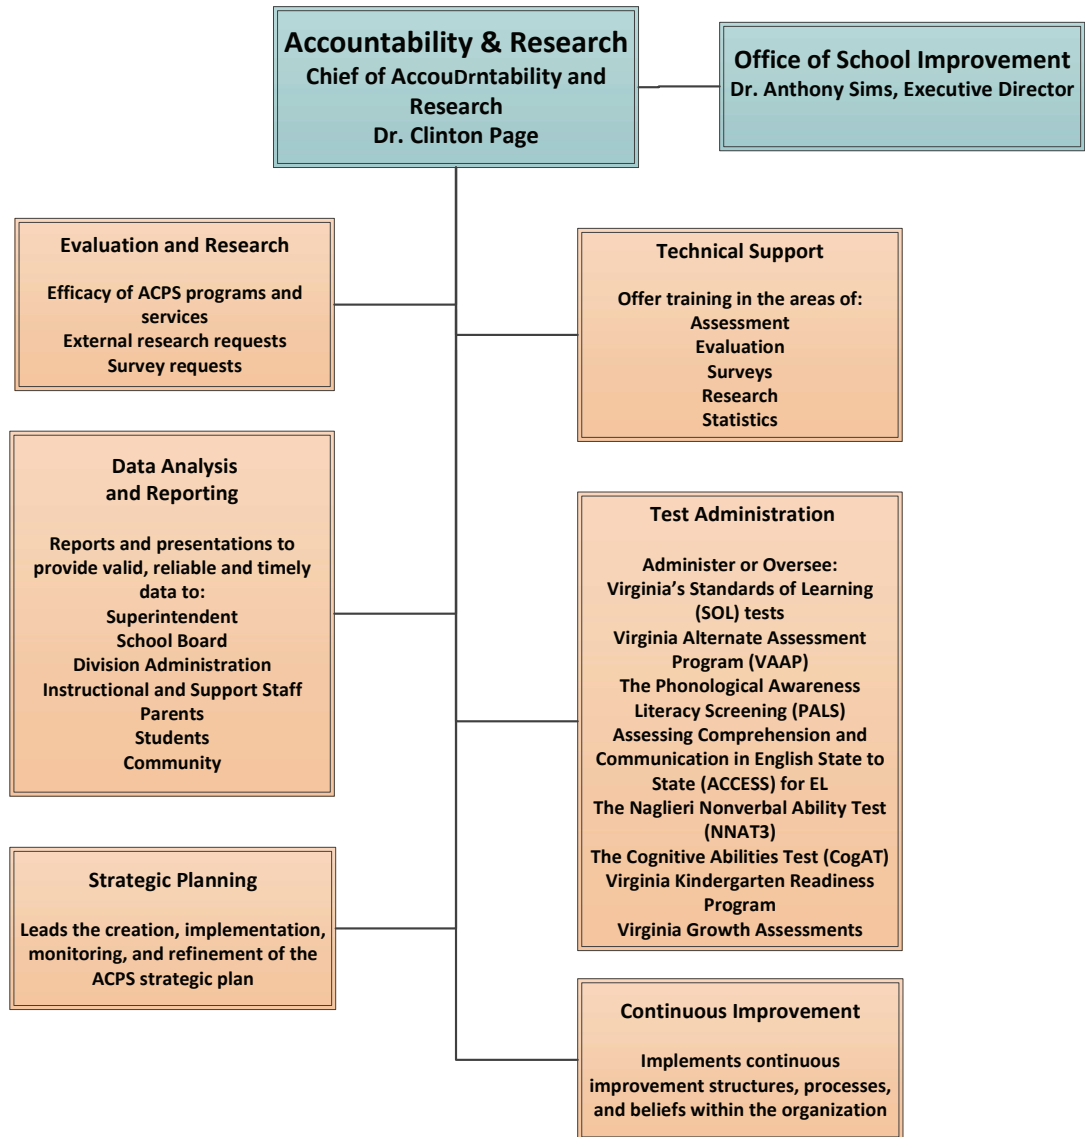 Accountability & Research
Chief of AccouDrntability and
Research
Dr. Clinton Page
Office of School Improvement
Dr. Anthony Sims, Executive Director
Evaluation and Research
Efficacy of ACPS programs and
services
External research requests
Survey requests
Technical Support
Offer training in the areas of:
Assessment
Evaluation
Surveys
Research
Statistics
Data Analysis
and Reporting
Reports and presentations to
provide valid, reliable and timely
data to:
Superintendent
School Board
Division Administration
Instructional and Support Staff
Parents
Students
Community
Test Administration
Administer or Oversee:
Virginia’s Standards of Learning
(SOL) tests
Virginia Alternate Assessment
Program (VAAP)
The Phonological Awareness
Literacy Screening (PALS)
Assessing Comprehension and
Communication in English State to
State (ACCESS) for EL
The Naglieri Nonverbal Ability Test
(NNAT3)
The Cognitive Abilities Test (CogAT)
Virginia Kindergarten Readiness
Program
Virginia Growth Assessments
Strategic Planning
Leads the creation, implementation,
monitoring, and refinement of the
ACPS strategic plan
Continuous Improvement
Implements continuous
improvement structures, processes,
and beliefs within the organization